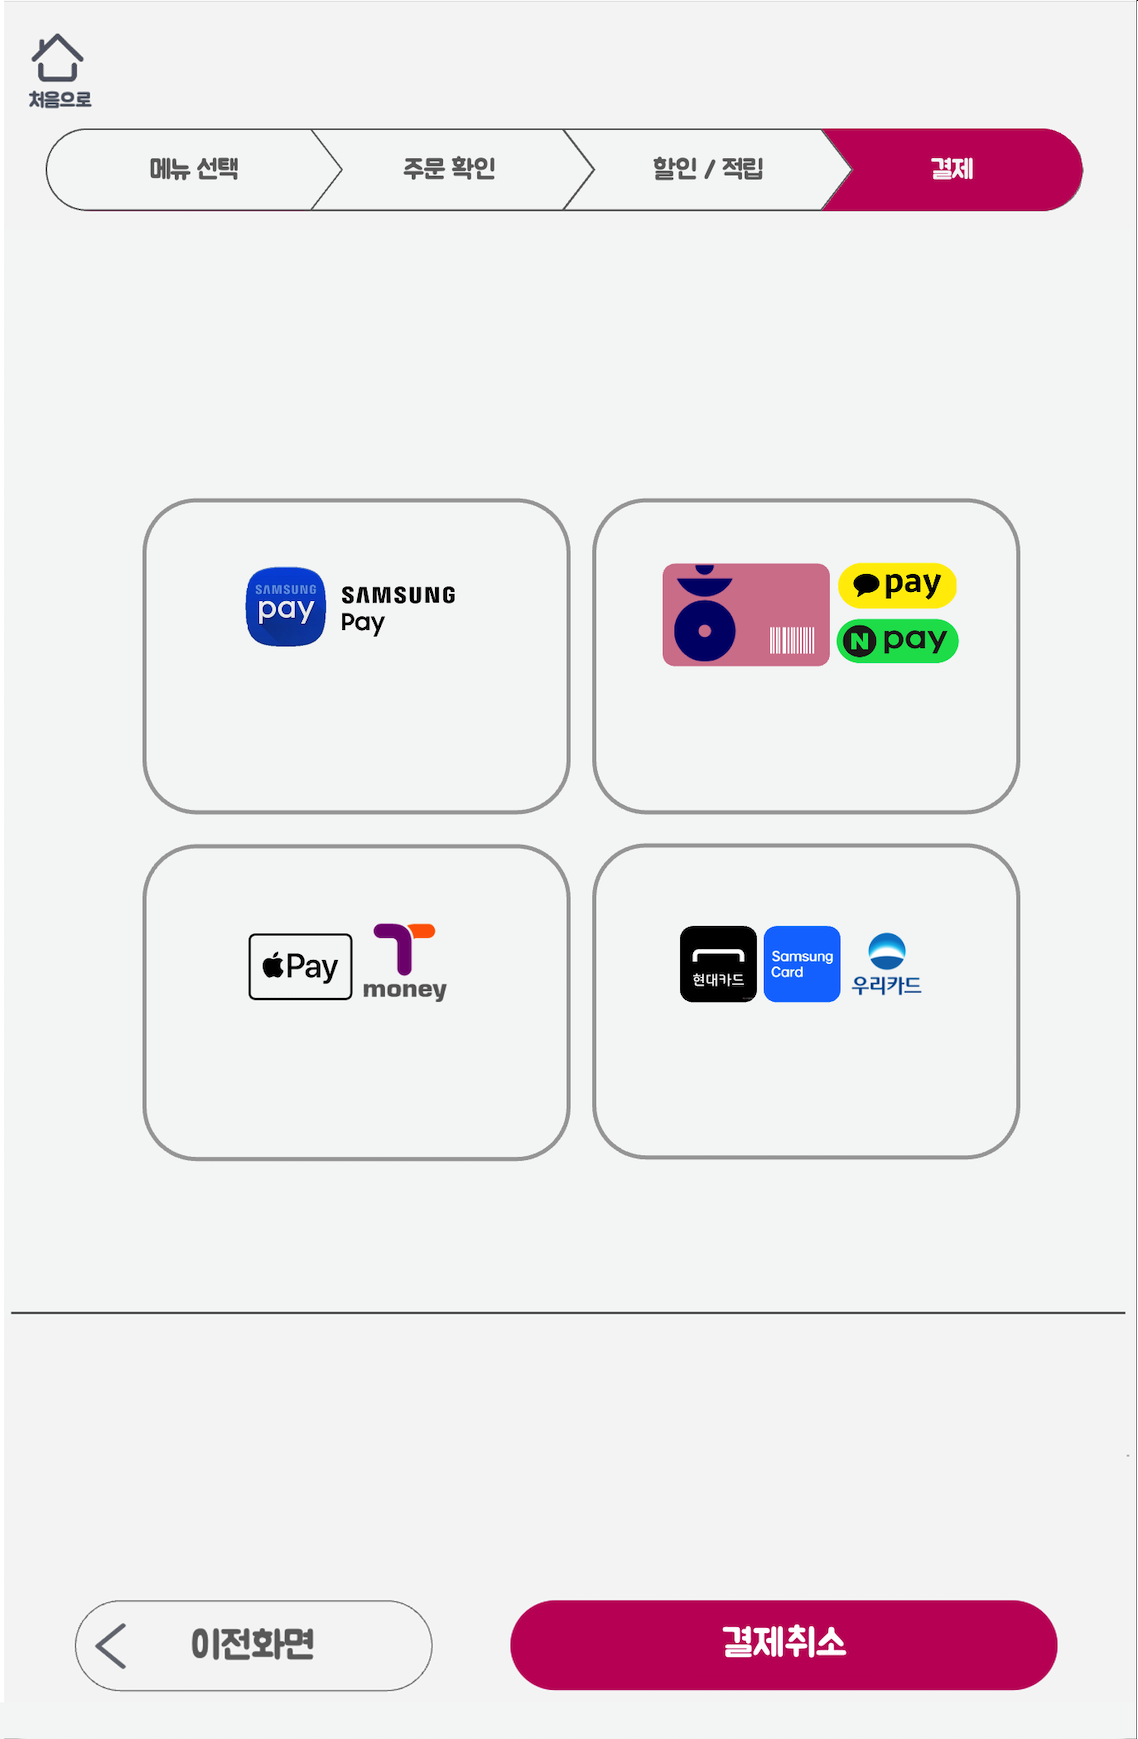 처음으로
메뉴 선택
주문 확인
할인 / 적립
결제
SAMSUNG
pay
SAMSUNG
Pay
pay
N pay
Pay
T
money
현대카드
Samsung
Card
우리카드
이전화면
결제취소